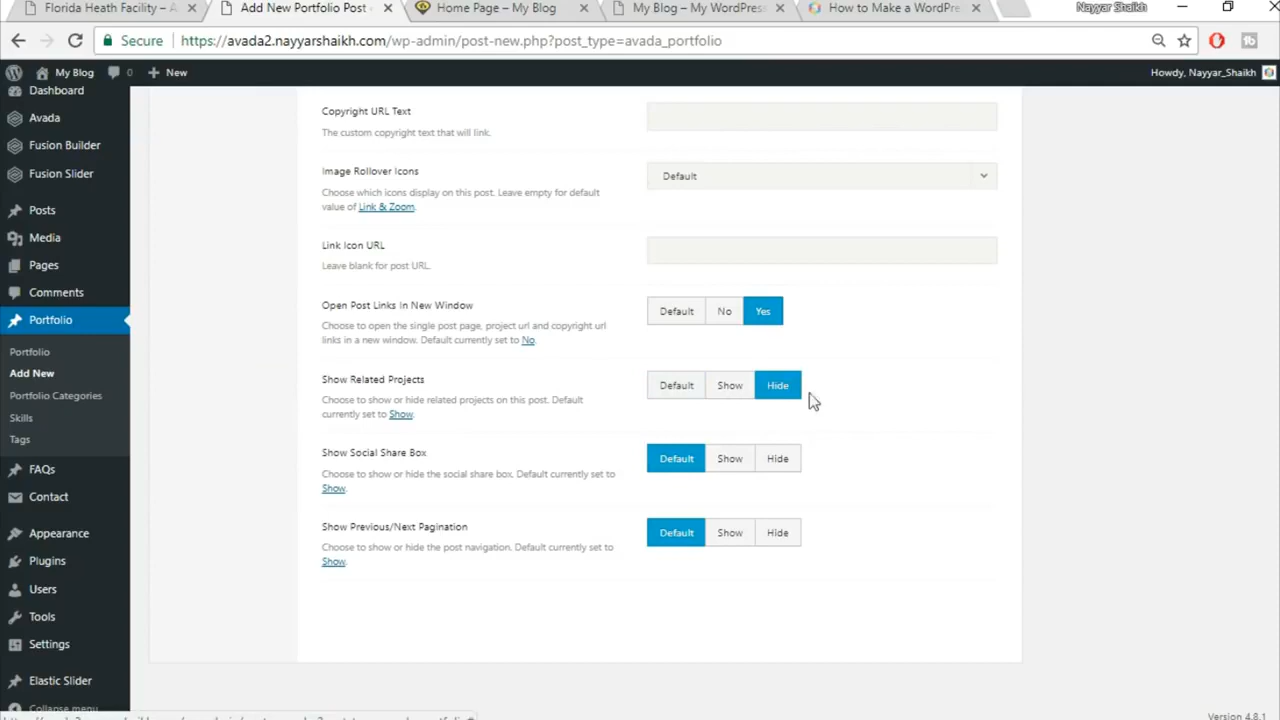 Florida Heath Facility – A
Add New Portfolio Post
Home Page – My Blog
My Blog – My WordPress
How to Make a WordPre
Nayyar Shaikh
Secure
https://avada2.nayyarshaikh.com/wp-admin/post-new.php?post_type=avada_portfolio
My Blog
0
New
Howdy, Nayyar_Shaikh
Dashboard
Avada
Fusion Builder
Fusion Slider
Posts
Media
Pages
Comments
Portfolio
Portfolio
Add New
Portfolio Categories
Skills
Tags
FAQs
Contact
Appearance
Plugins
Users
Tools
Settings
Elastic Slider
Collapse menu
Copyright URL Text
The custom copyright text that will link.
Image Rollover Icons
Default
Choose which icons display on this post. Leave empty for default
value of Link & Zoom.
Link Icon URL
Leave blank for post URL.
Open Post Links In New Window
Default No Yes
Choose to open the single post page, project url and copyright url
links in a new window. Default currently set to No.
Show Related Projects
Default Show Hide
Choose to show or hide related projects on this post. Default
currently set to Show.
Show Social Share Box
Default Show Hide
Choose to show or hide the social share box. Default currently set to
Show.
Show Previous/Next Pagination
Default Show Hide
Choose to show or hide the post navigation. Default currently set to
Show.
Version 4.8.1